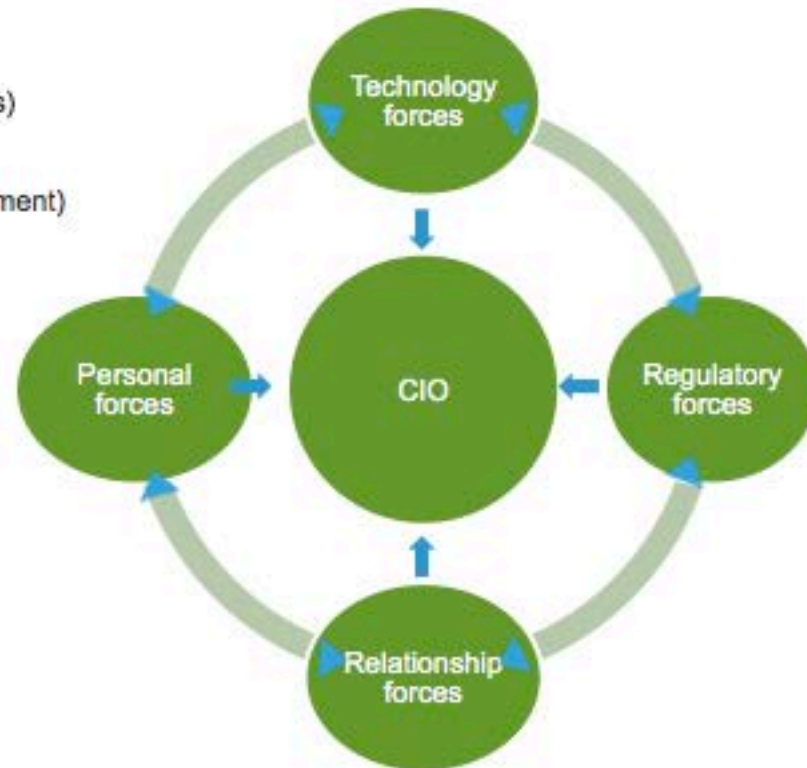 s)
ment)
Technology
forces
Personal
forces
CIO
Regulatory
forces
Relationship
forces